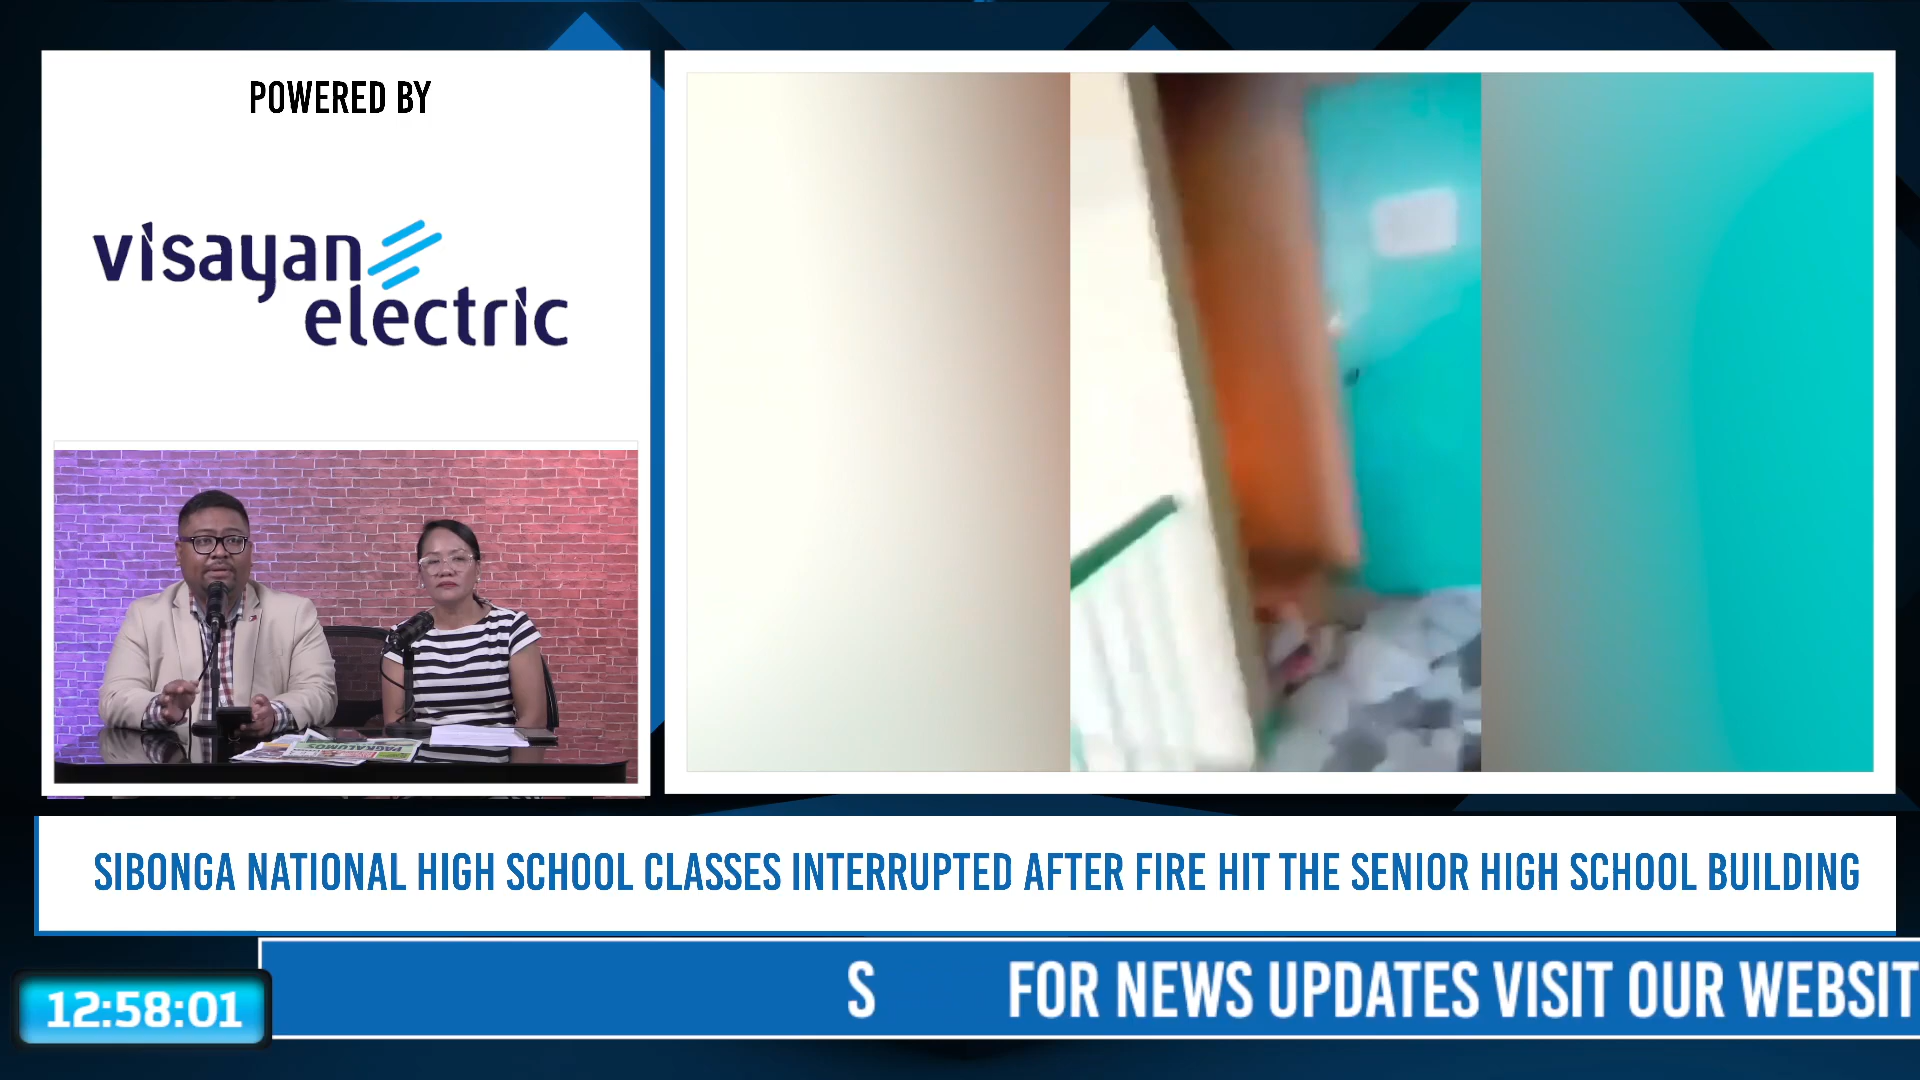 POWERED BY
visayan
electric
PAGKALUMOS
SIBONGA NATIONAL HIGH SCHOOL CLASSES INTERRUPTED AFTER FIRE HIT THE SENIOR HIGH SCHOOL BUILDING
S FOR NEWS UPDATES VISIT OUR WEBSIT
12:58:01